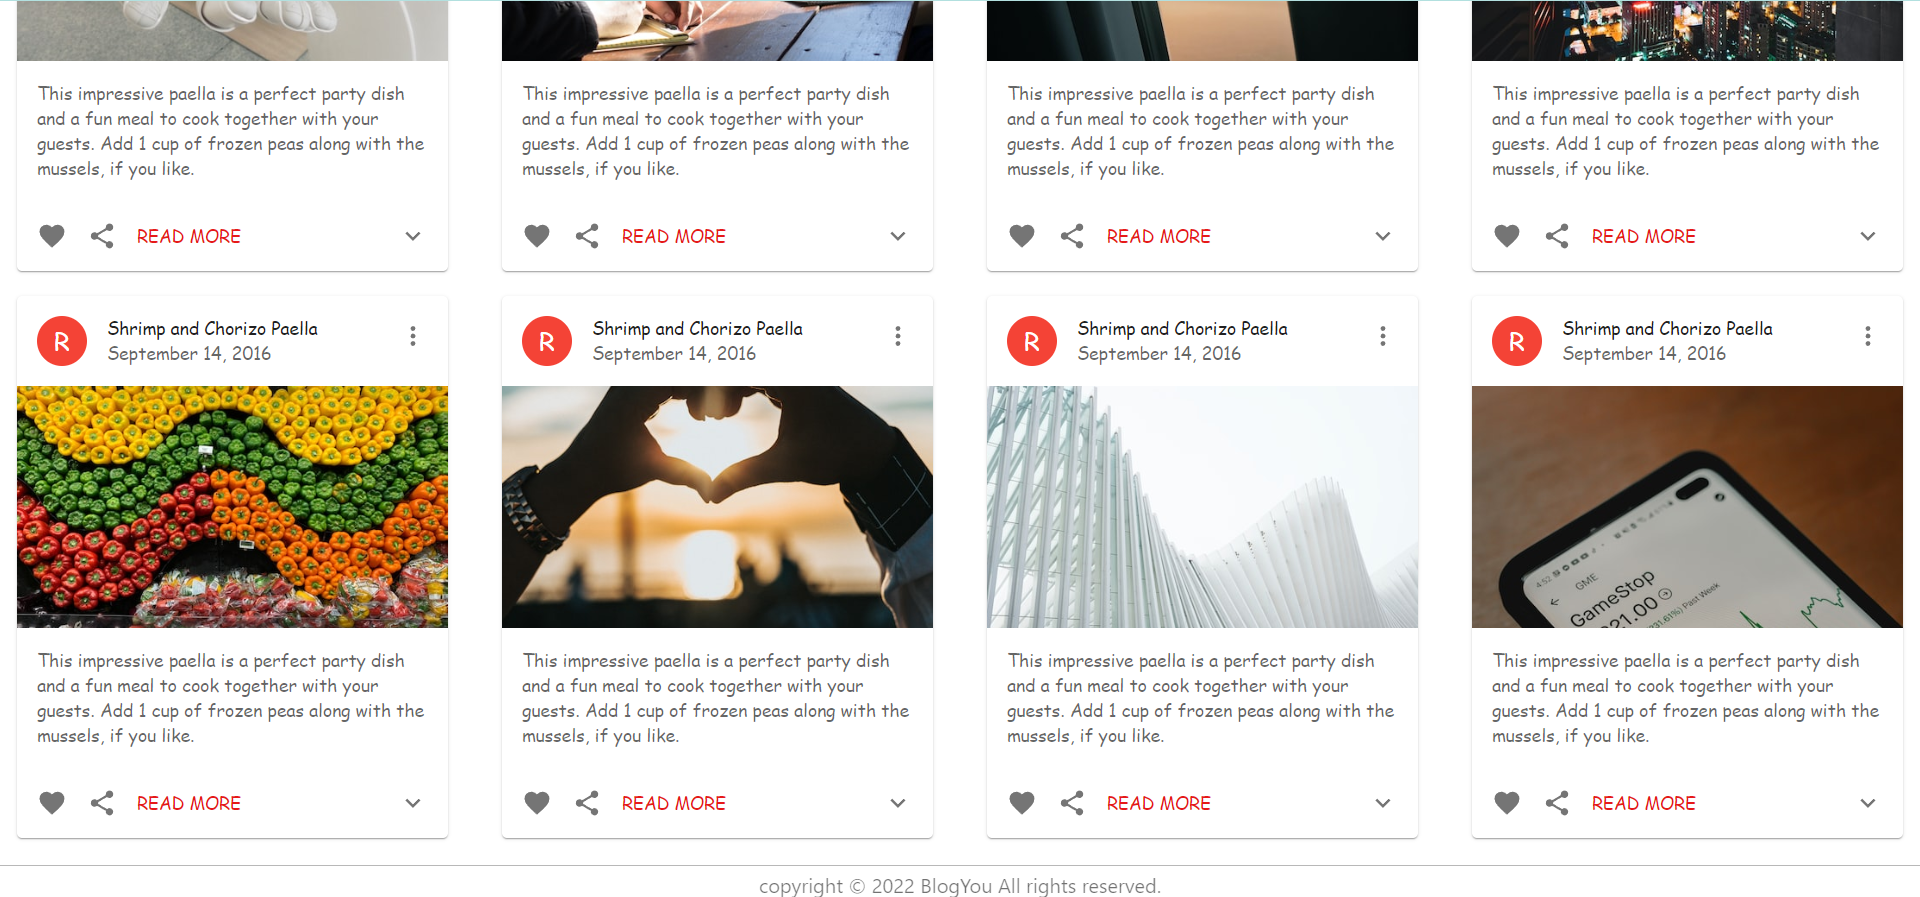 This impressive paella is a perfect party dish
and a fun meal to cook together with your
guests. Add 1 cup of frozen peas along with the
mussels, if you like.
READ MORE
This impressive paella is a perfect party dish
and a fun meal to cook together with your
guests. Add 1 cup of frozen peas along with the
mussels, if you like.
READ MORE
This impressive paella is a perfect party dish
and a fun meal to cook together with your
guests. Add 1 cup of frozen peas along with the
mussels, if you like.
READ MORE
This impressive paella is a perfect party dish
and a fun meal to cook together with your
guests. Add 1 cup of frozen peas along with the
mussels, if you like.
READ MORE
R
Shrimp and Chorizo Paella
September 14, 2016
This impressive paella is a perfect party dish
and a fun meal to cook together with your
guests. Add 1 cup of frozen peas along with the
mussels, if you like.
READ MORE
R
Shrimp and Chorizo Paella
September 14, 2016
This impressive paella is a perfect party dish
and a fun meal to cook together with your
guests. Add 1 cup of frozen peas along with the
mussels, if you like.
READ MORE
R
Shrimp and Chorizo Paella
September 14, 2016
This impressive paella is a perfect party dish
and a fun meal to cook together with your
guests. Add 1 cup of frozen peas along with the
mussels, if you like.
READ MORE
R
Shrimp and Chorizo Paella
September 14, 2016
4:52
GME
GameStop
21.00
Past Week
This impressive paella is a perfect party dish
and a fun meal to cook together with your
guests. Add 1 cup of frozen peas along with the
mussels, if you like.
READ MORE
copyright © 2022 BlogYou All rights reserved.